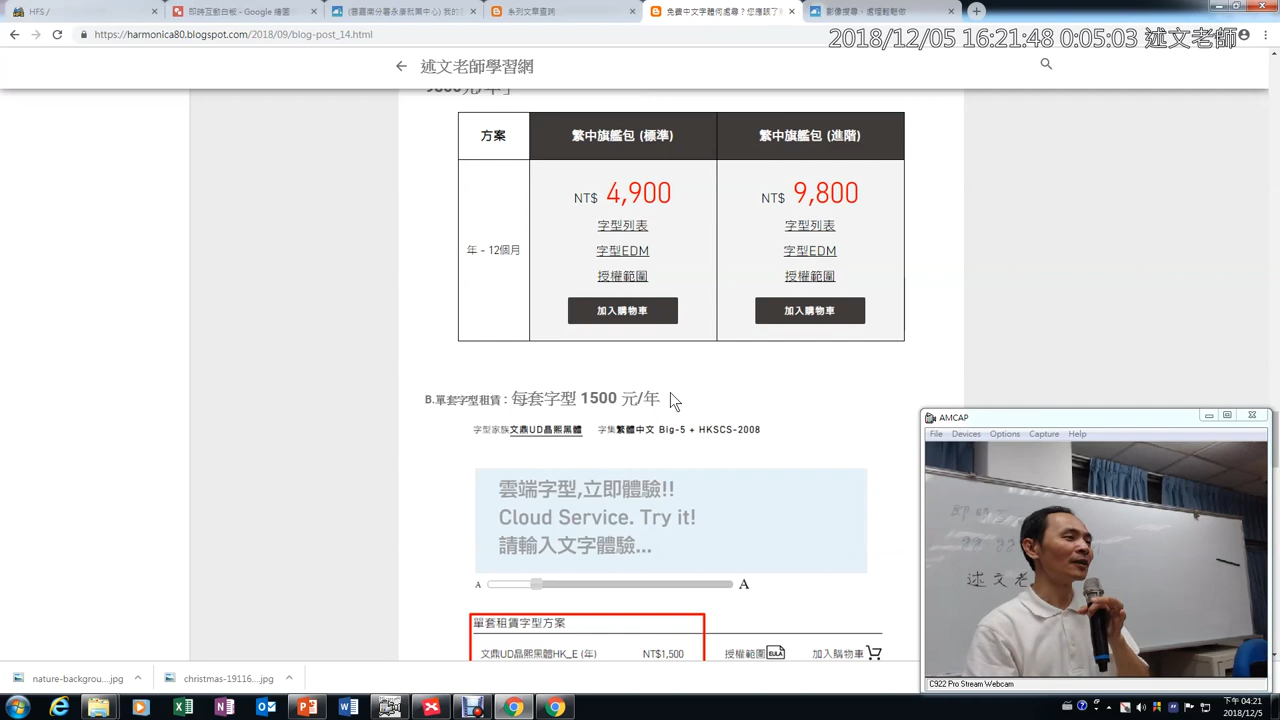 HFS /
即時互動白板 - Google 繪圖
(雲嘉南分署永康就業中心) 我的
系列文章查詢
免費中文字體何處尋？您應該了
影像搜尋、處理輕鬆做
https://harmonica80.blogspot.com/2018/09/blog-post_14.html
2018/12/05 16:21:48 0:05:03 述文老師
述文老師學習網
方案
繁中旗艦包 (標準)
繁中旗艦包 (進階)
年 - 12個月
NT$ 4,900
字型列表
字型EDM
授權範圍
加入購物車
NT$ 9,800
字型列表
字型EDM
授權範圍
加入購物車
B.單套字型租賃：每套字型 1500 元/年
字型家族文鼎UD晶熙黑體 字集繁體中文 Big-5 + HKSCS-2008
雲端字型,立即體驗!!
Cloud Service. Try it!
請輸入文字體驗...
A A
單套租賃字型方案
文鼎UD晶熙黑體HK_E (年) NT$1,500 授權範圍 EULA 加入購物車
AMCAP
File Devices Options Capture Help
述 文 老
C922 Pro Stream Webcam
nature-backgrou....jpg
christmas-19116....jpg
下午 04:21
2018/12/5